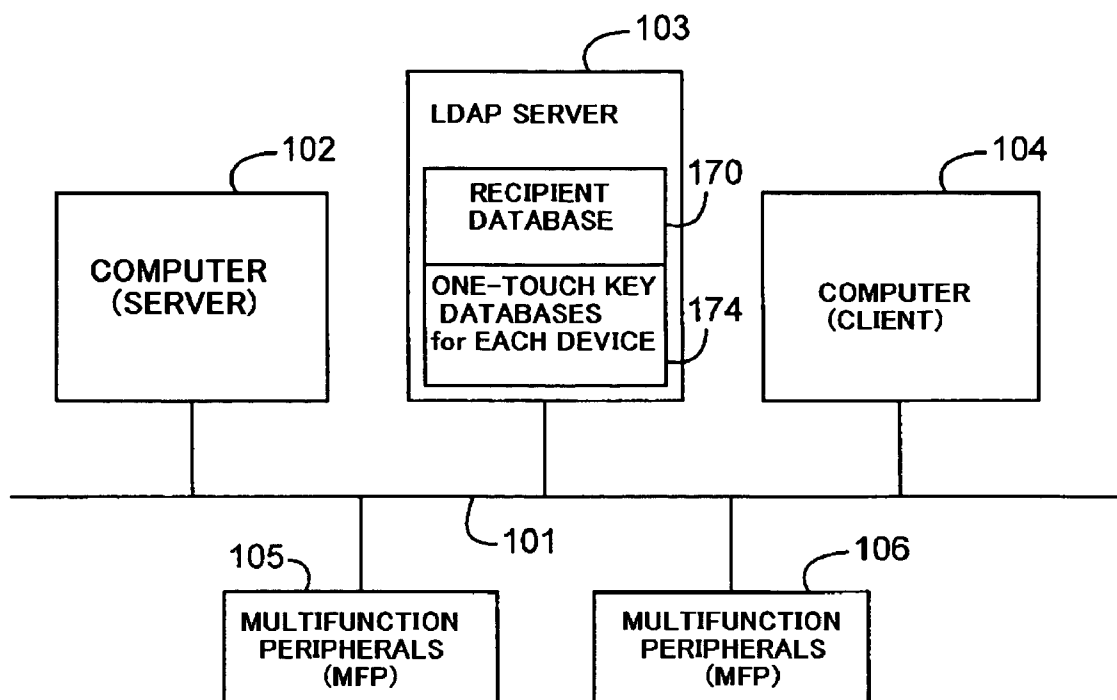 103
LDAP SERVER
102
170
104
RECIPIENT
DATABASE
COMPUTER
(SERVER)
ONE-TOUCH KEY
DATABASES
for EACH DEVICE
174
COMPUTER
(CLIENT)
101
105
106
MULTIFUNCTION
PERIPHERALS
(MFP)
MULTIFUNCTION
PERIPHERALS
(MFP)